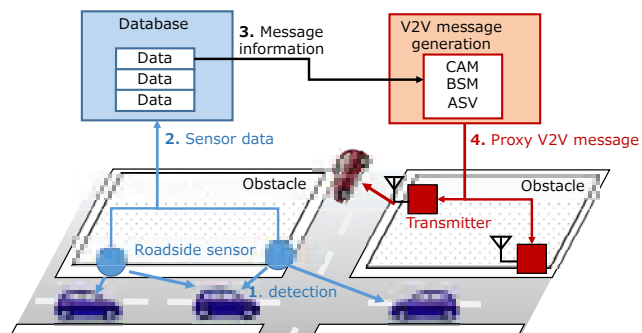 Database
Data
Data
Data
3. Message
information
V2V message
generation
CAM
BSM
ASV
2. Sensor data
4. Proxy V2V message
Obstacle
Obstacle
Transmitter
Roadside sensor
1. detection